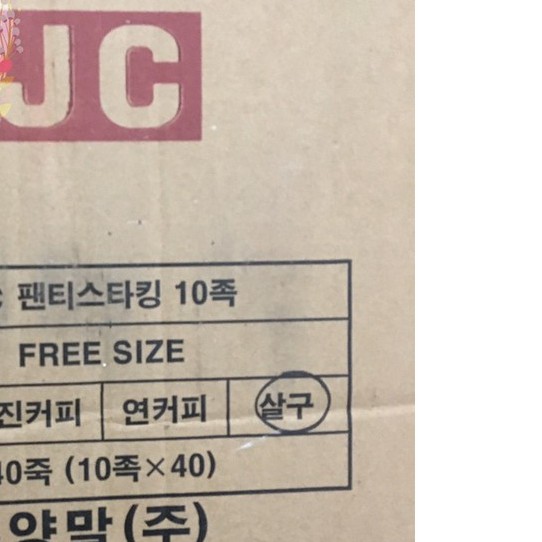 JC
팬티스타킹 10족
FREE SIZE
진커피 연커피 살구
40죽 (10족×40)
양말(주)